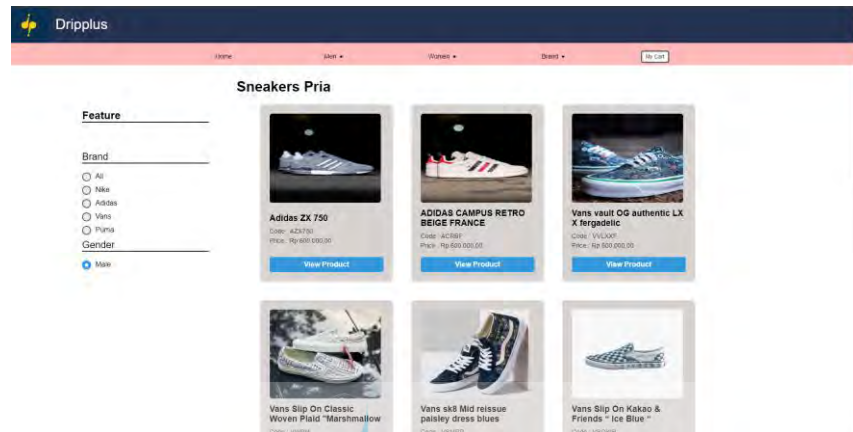 Dripplus
Home
Men
Women
Brand
My Cart
Sneakers Pria
Feature
Brand
All
Nike
Adidas
Vans
Puma
Gender
Male
Adidas ZX 750
Code : AZX750
Price : Rp 600.000,00
View Product
ADIDAS CAMPUS RETRO
BEIGE FRANCE
Code : ACRBF
Price : Rp 600.000,00
View Product
Vans vault OG authentic LX
X fergadelic
Code : VVLXXF
Price : Rp 500.000,00
View Product
Vans Slip On Classic
Woven Plaid "Marshmallow
Vans sk8 Mid reissue
paisley dress blues
Vans Slip On Kakao &
Friends " Ice Blue "